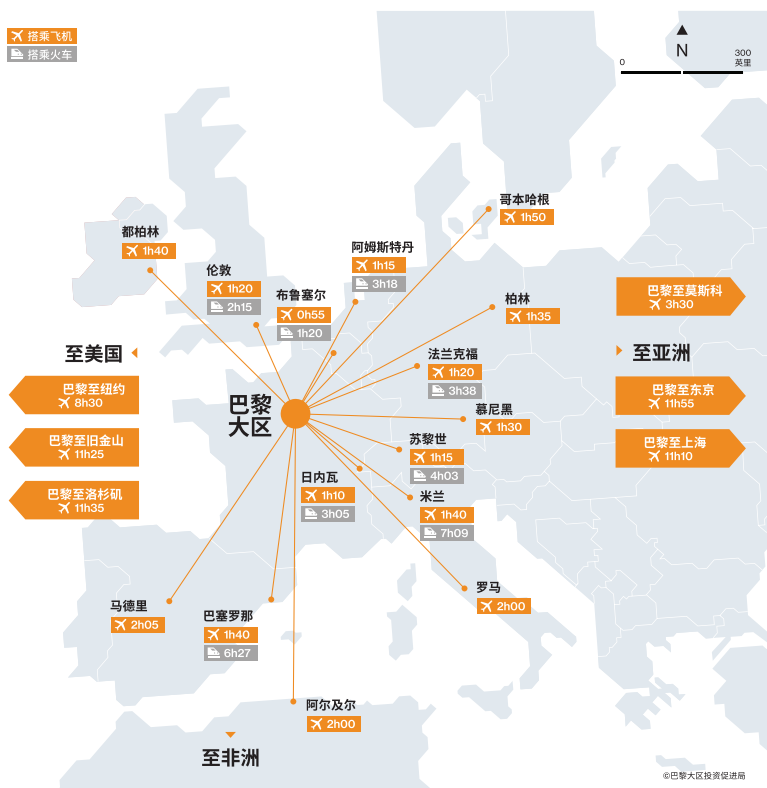 搭乘飞机
搭乘火车
N
0
300
英里
哥本哈根
1h50
都柏林
1h40
阿姆斯特丹
1h15
3h18
伦敦
1h20
2h15
布鲁塞尔
0h55
1h20
柏林
1h35
巴黎至莫斯科
3h30
至美国
至亚洲
法兰克福
1h20
3h38
巴黎至纽约
8h30
巴黎至东京
11h55
巴黎
大区
慕尼黑
1h30
巴黎至旧金山
11h25
巴黎至上海
11h10
苏黎世
1h15
4h03
日内瓦
1h10
3h05
巴黎至洛杉矶
11h35
米兰
1h40
7h09
罗马
2h00
马德里
2h05
巴塞罗那
1h40
6h27
阿尔及尔
2h00
至非洲
©巴黎大区投资促进局